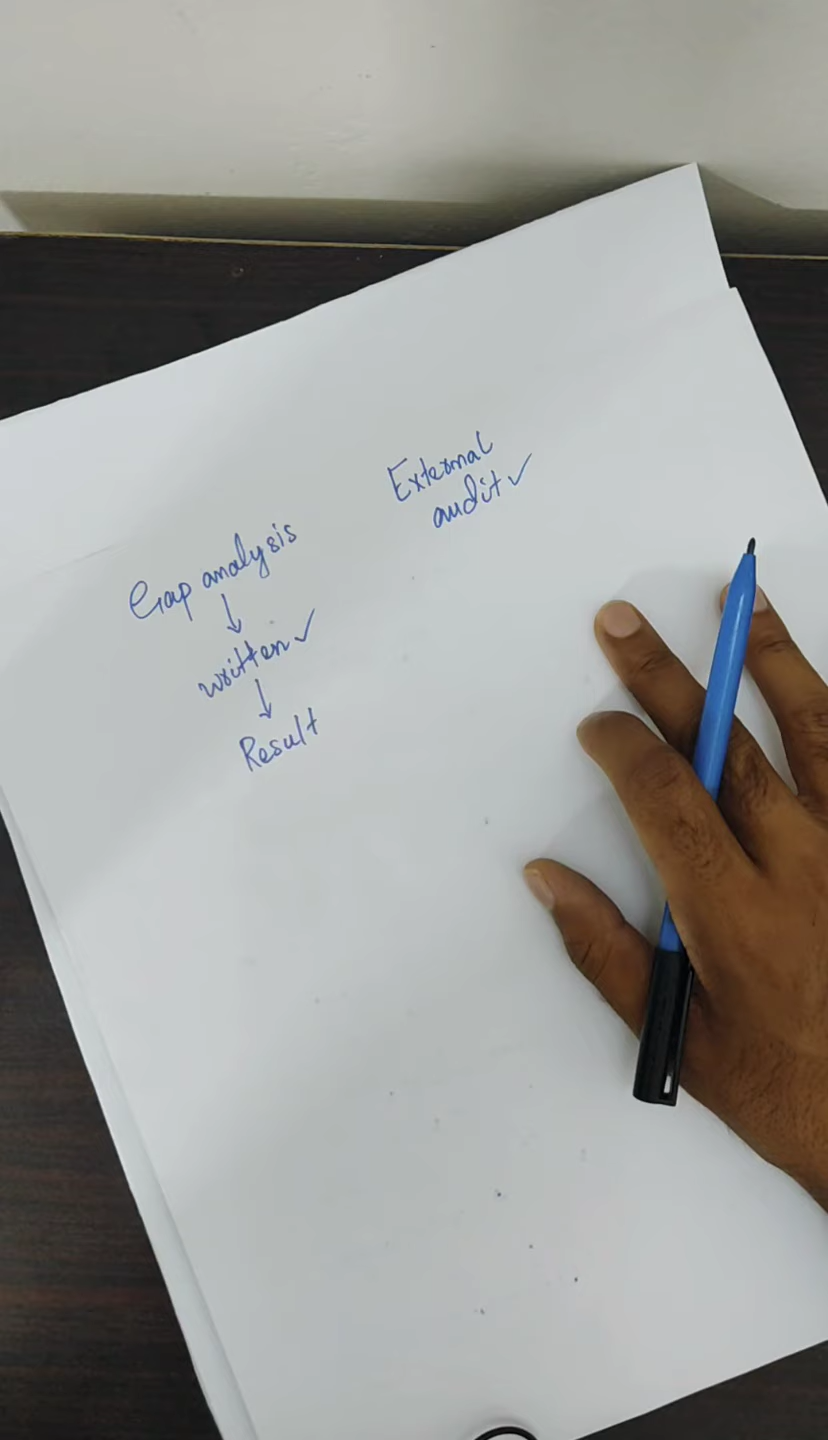 External
audit ✓
Gap analysis
↓
written ✓
↓
Result